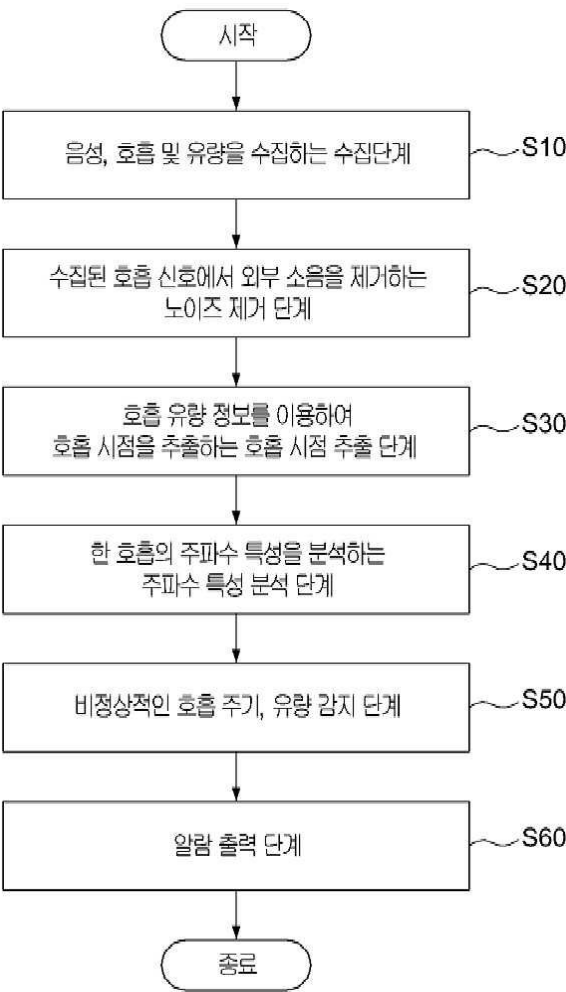 시작
음성, 호흡 및 유량을 수집하는 수집단계
S10
수집된 호흡 신호에서 외부 소음을 제거하는
노이즈 제거 단계
S20
호흡 유량 정보를 이용하여
호흡 시점을 추출하는 호흡 시점 추출 단계
S30
한 호흡의 주파수 특성을 분석하는
주파수 특성 분석 단계
S40
비정상적인 호흡 주기, 유량 감지 단계
S50
알람 출력 단계
S60
종료